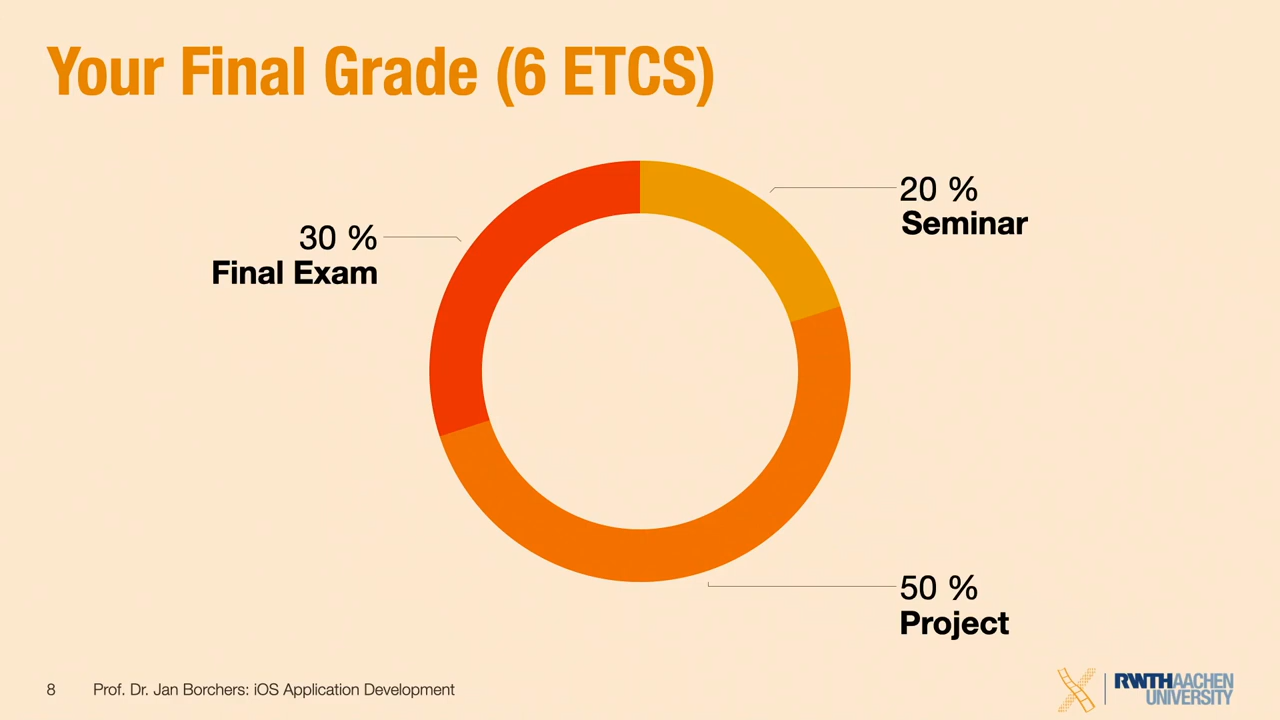 Your Final Grade (6 ETCS)
20 %
Seminar
30 %
Final Exam
50 %
Project
8 Prof. Dr. Jan Borchers: iOS Application Development
RWTHAACHEN
UNIVERSITY